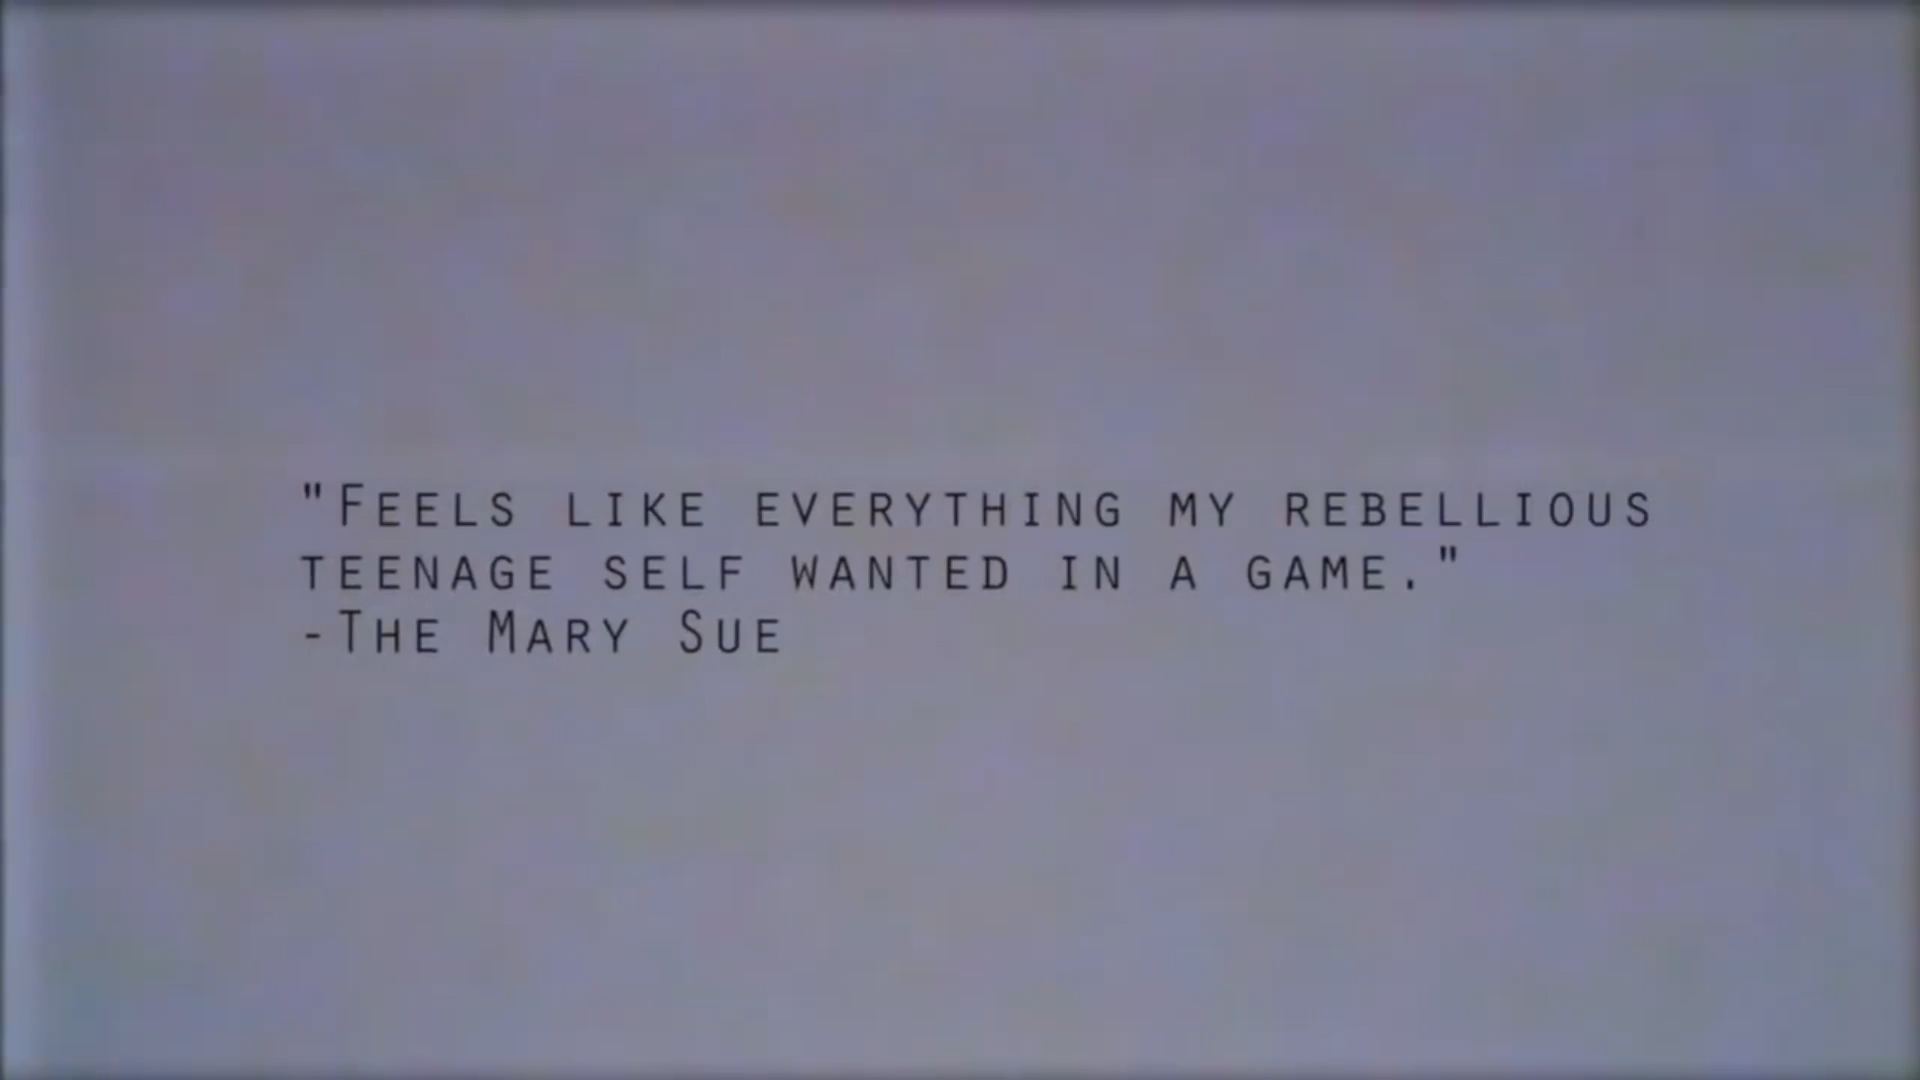 "Feels like everything my rebellious
teenage self wanted in a game."
-The Mary Sue